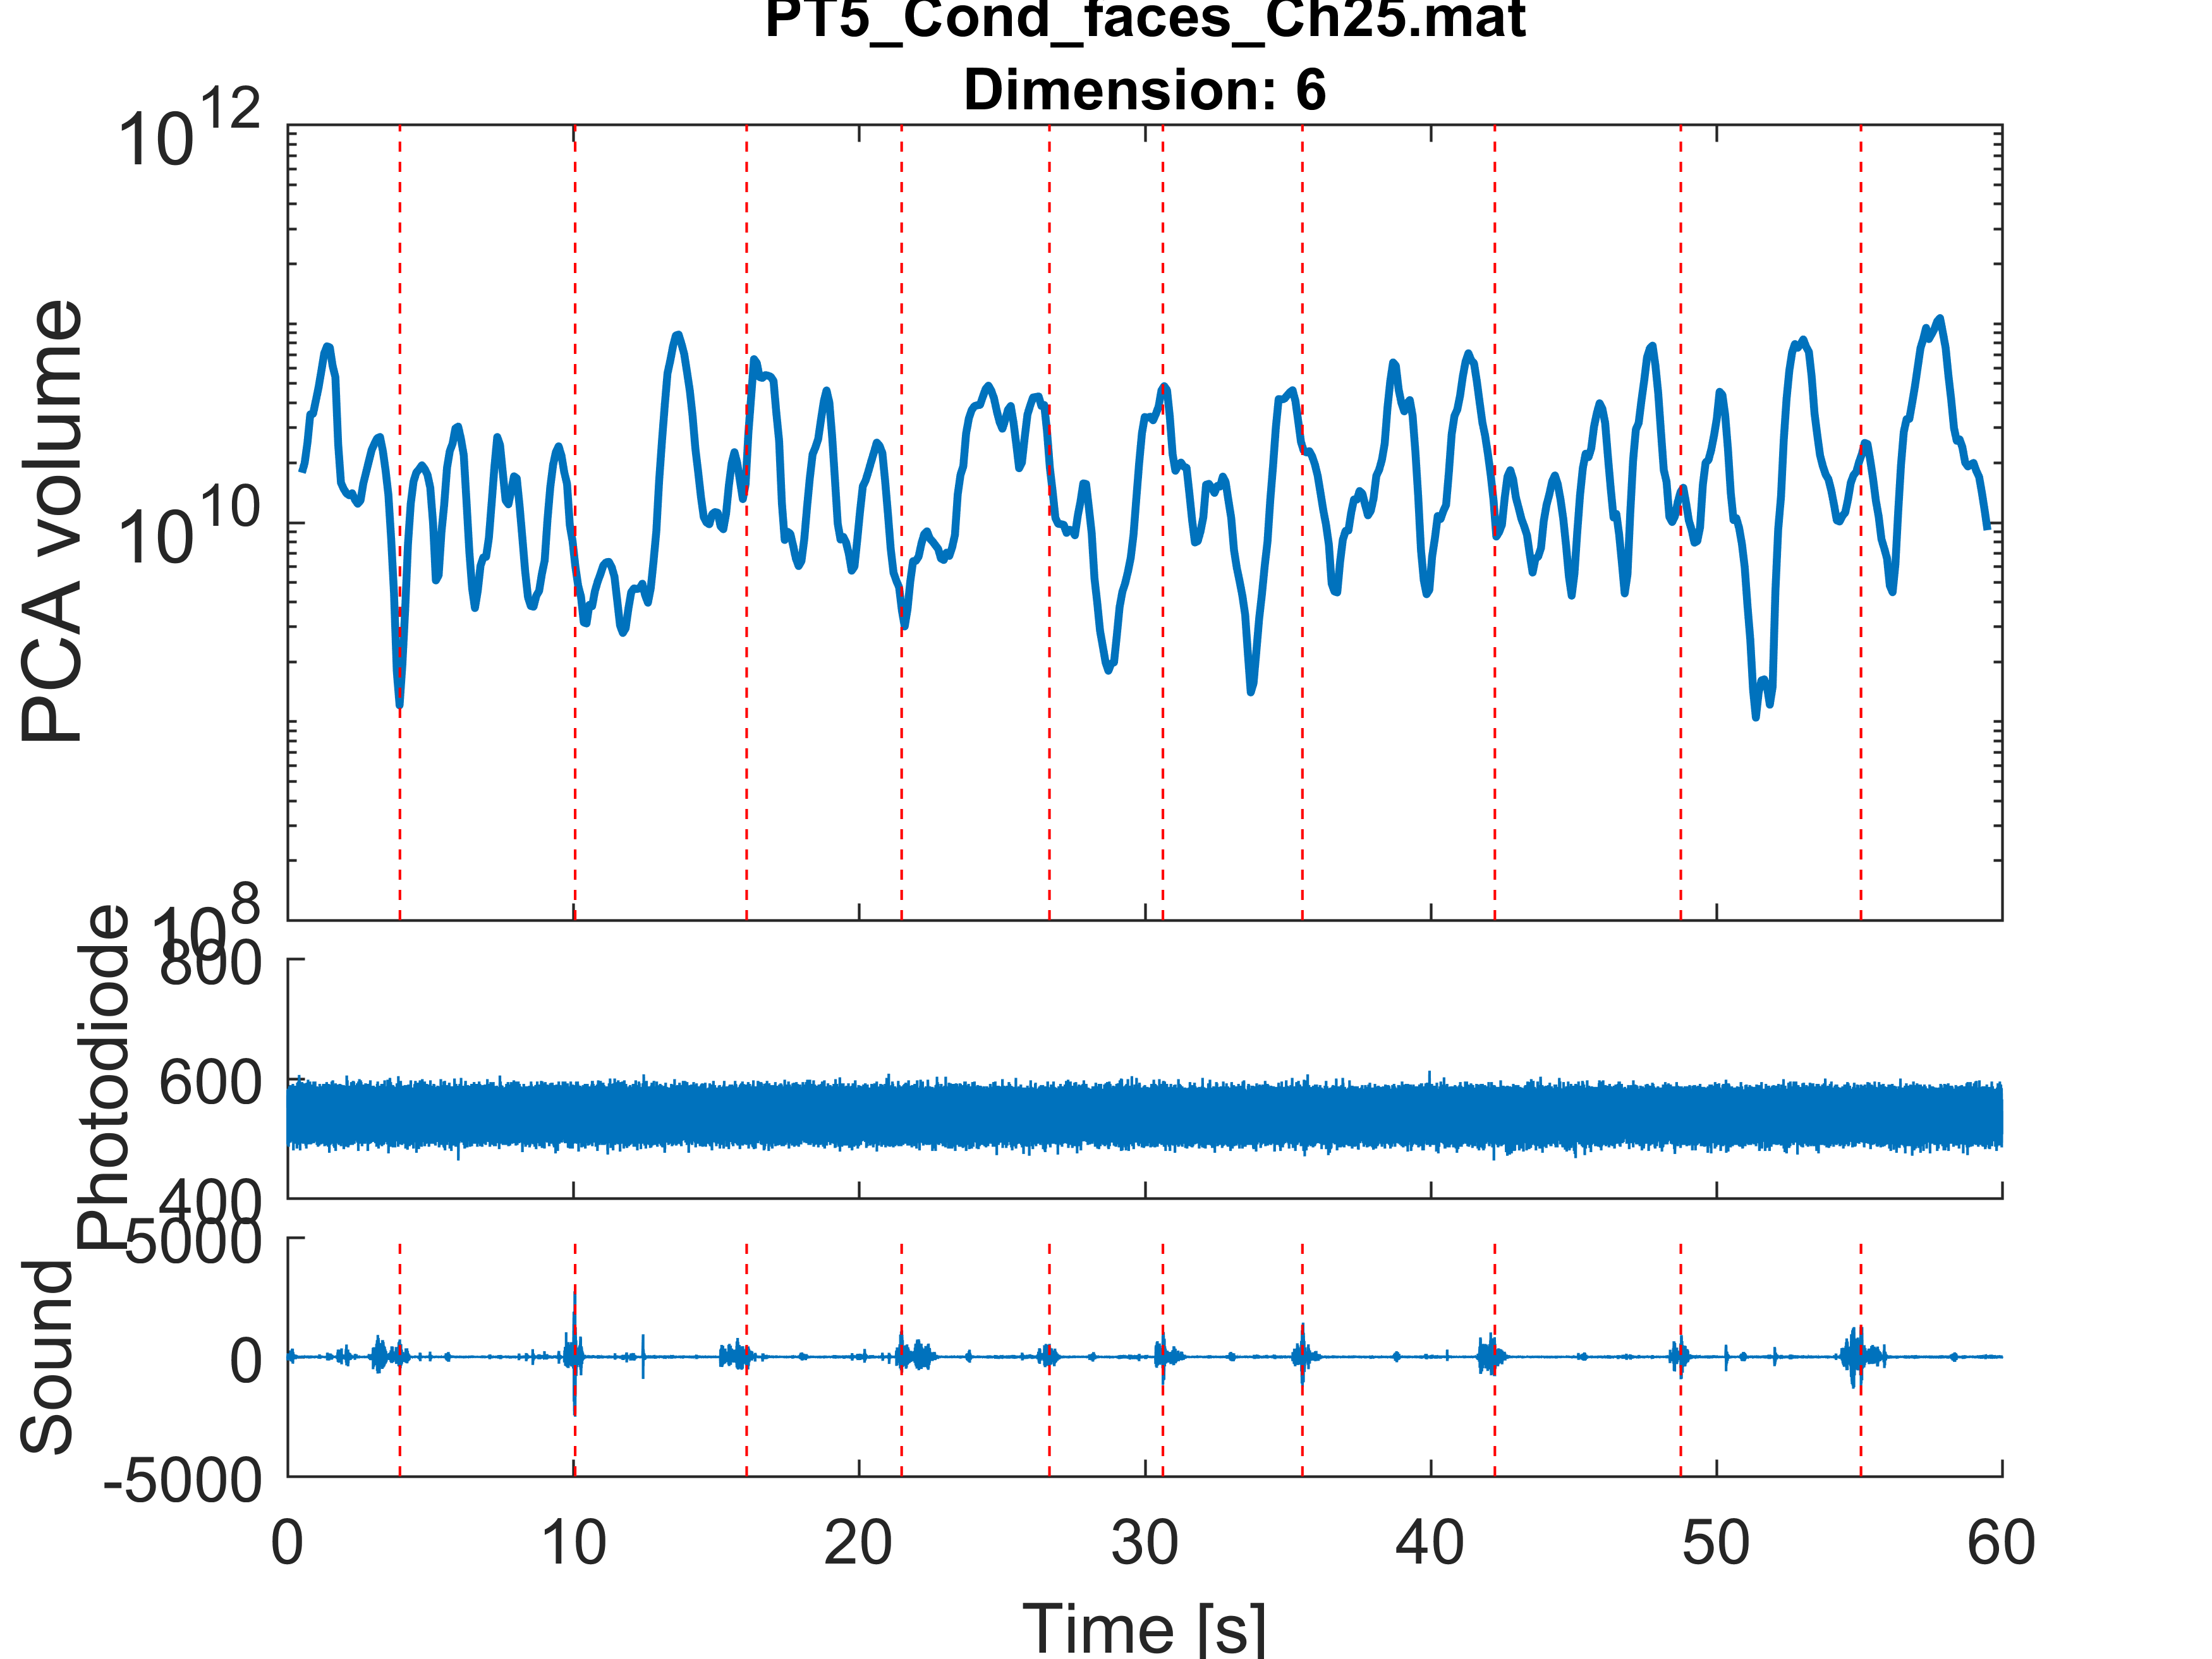 PT5_Cond_faces_Ch25.mat
Dimension: 6
10^12
10^10
10^8
PCA volume
800
600
400
Photodiode
5000
0
-5000
Sound
0 10 20 30 40 50 60
Time [s]